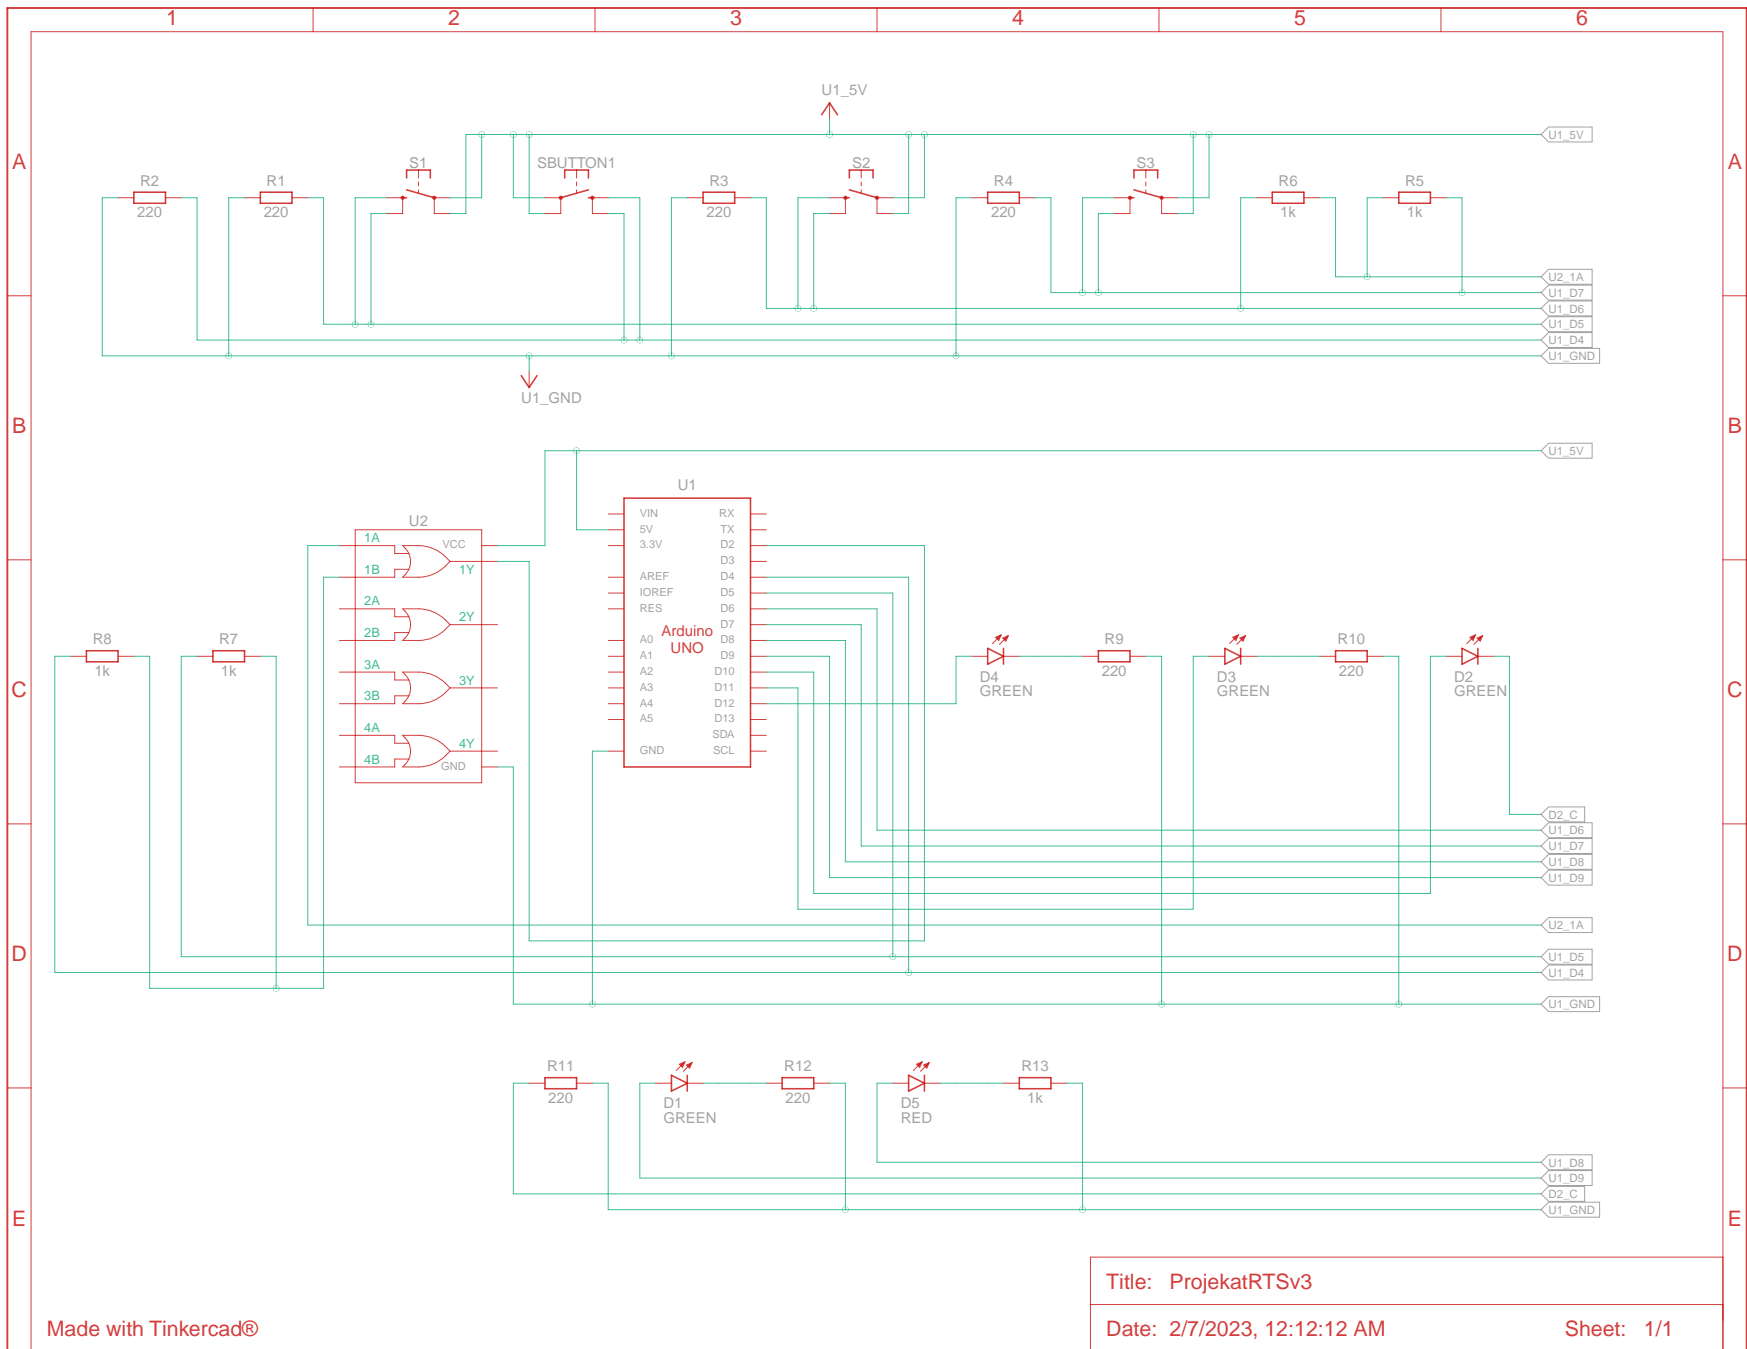 1 2 3 4 5 6
U1_5V
A U1_5V A
S1 SBUTTON1 S2 S3
R2 R1 R3 R4 R6 R5
220 220 220 220 1k 1k
U2_1A
U1_D7
U1_D6
U1_D5
U1_D4
U1_GND
U1_GND
B B
U1_5V
U1
U2
VIN RX
5V TX
1A VCC 3.3V D2
1B 1Y D3
AREF D4
IOREF D5
2A RES D6
2Y D7
2B A0 Arduino UNO D8
A1 D9
3A A2 D10
3Y A3 D11
3B A4 D12
A5 D13
4A SDA
4Y GND SCL
4B GND
R8 R7 R9 R10
1k 1k 220 220
D4 D3 D2
GREEN GREEN GREEN
C C
D2_C
U1_D6
U1_D7
U1_D8
U1_D9
U2_1A
D D
U1_D5
U1_D4
U1_GND
R11 R12 R13
220 D1 220 D5 1k
GREEN RED
U1_D8
U1_D9
D2_C
U1_GND
E E
Title: ProjekatRTSv3
Made with Tinkercad® Date: 2/7/2023, 12:12:12 AM Sheet: 1/1